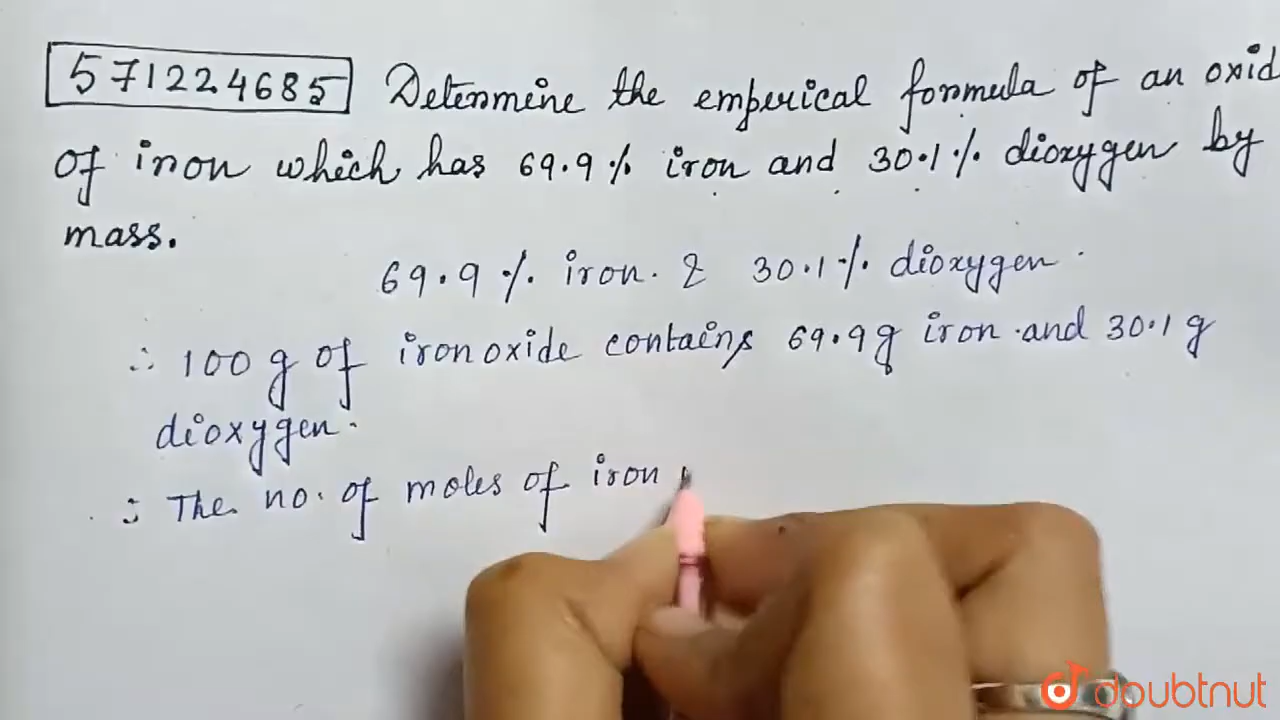 571224685 Determine the emperical formula of an oxid
of iron which has 69.9% iron and 30.1% dioxygen by
mass.
69.9% iron. & 30.1% dioxygen.
∴ 100 g of iron oxide contains 69.9g iron and 30.1 g
dioxygen.
∴ The no. of moles of iron
doubtnut